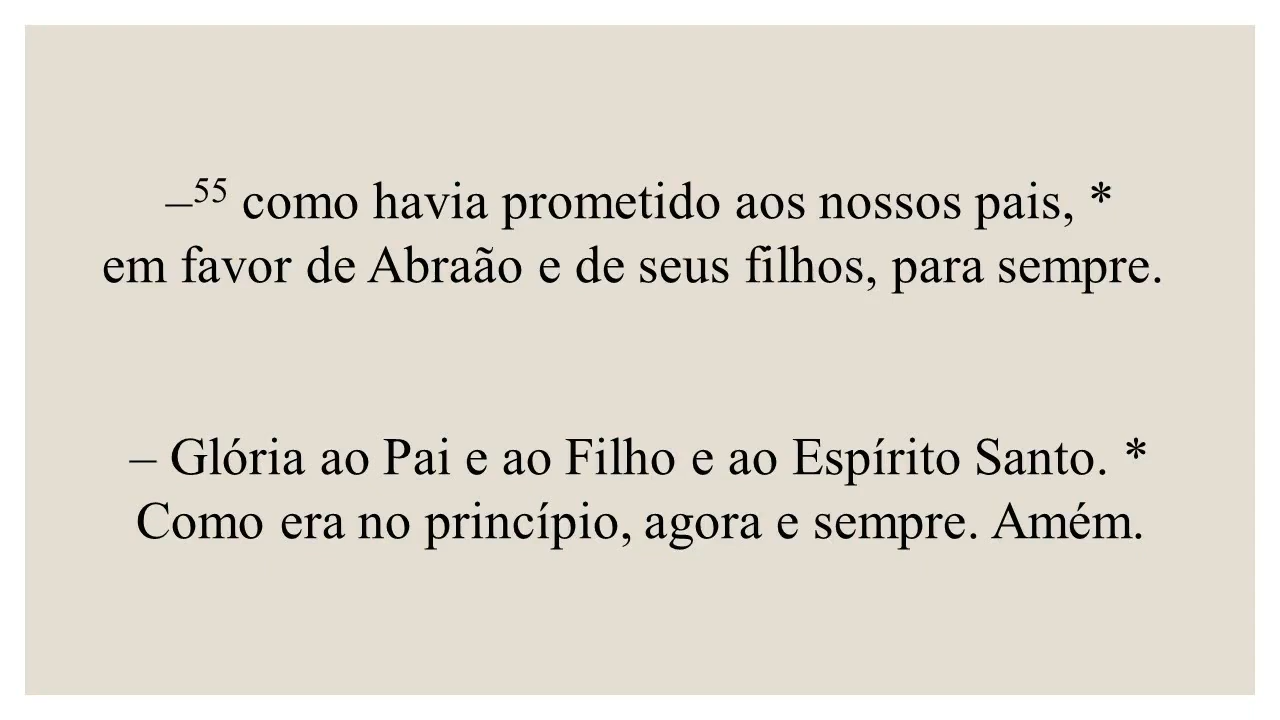 –⁵⁵ como havia prometido aos nossos pais, *
em favor de Abraão e de seus filhos, para sempre.
– Glória ao Pai e ao Filho e ao Espírito Santo. *
Como era no princípio, agora e sempre. Amém.